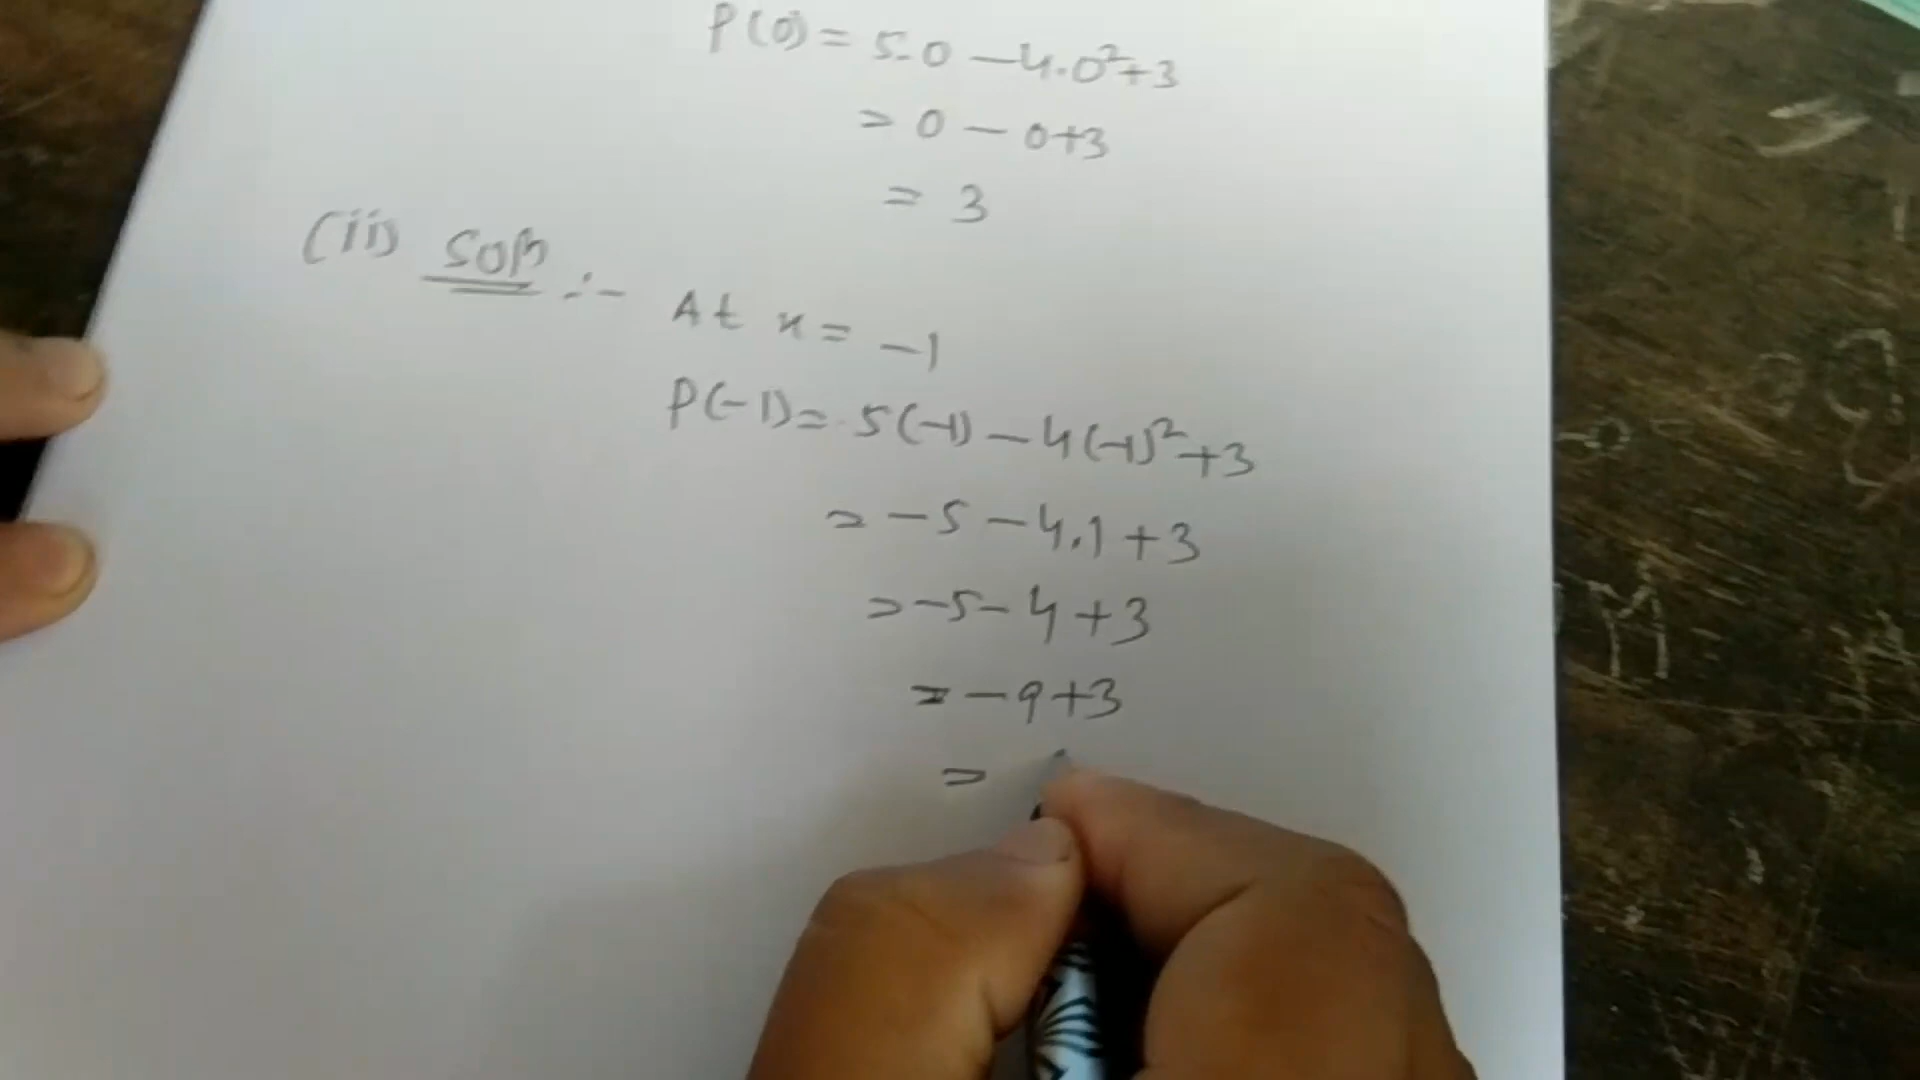 P(0) = 5.0 - 4.0²+3
= 0 - 0+3
= 3
(ii) Solⁿ :- At x = -1
P(-1) = 5(-1) - 4(-1)²+3
= -5 - 4.1 + 3
= -5 - 4 + 3
= -9+3
=
M